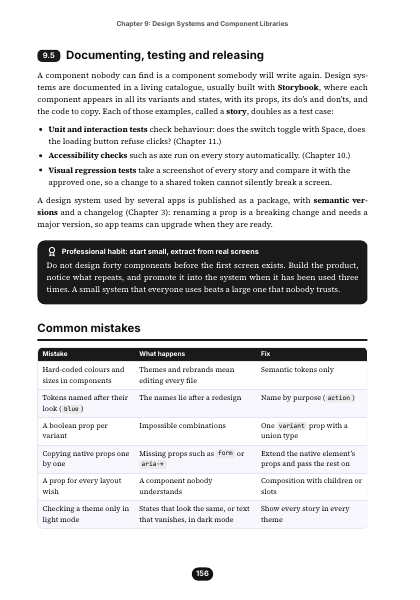 Chapter 9: Design Systems and Component Libraries
9.5 Documenting, testing and releasing
A component nobody can find is a component somebody will write again. Design sys-
tems are documented in a living catalogue, usually built with Storybook, where each
component appears in all its variants and states, with its props, its do's and don'ts, and
the code to copy. Each of those examples, called a story, doubles as a test case:
• Unit and interaction tests check behaviour: does the switch toggle with Space, does
the loading button refuse clicks? (Chapter 11.)
• Accessibility checks such as axe run on every story automatically. (Chapter 10.)
• Visual regression tests take a screenshot of every story and compare it with the
approved one, so a change to a shared token cannot silently break a screen.
A design system used by several apps is published as a package, with semantic ver-
sions and a changelog (Chapter 3): renaming a prop is a breaking change and needs a
major version, so app teams can upgrade when they are ready.
Professional habit: start small, extract from real screens
Do not design forty components before the first screen exists. Build the product,
notice what repeats, and promote it into the system when it has been used three
times. A small system that everyone uses beats a large one that nobody trusts.
Common mistakes
Mistake What happens Fix
Hard-coded colours and Themes and rebrands mean Semantic tokens only
sizes in components editing every file
Tokens named after their The names lie after a redesign Name by purpose ( action )
look ( blue )
A boolean prop per Impossible combinations One variant prop with a
variant union type
Copying native props one Missing props such as form or Extend the native element's
by one aria-* props and pass the rest on
A prop for every layout A component nobody Composition with children or
wish understands slots
Checking a theme only in States that look the same, or text Show every story in every
light mode that vanishes, in dark mode theme
156